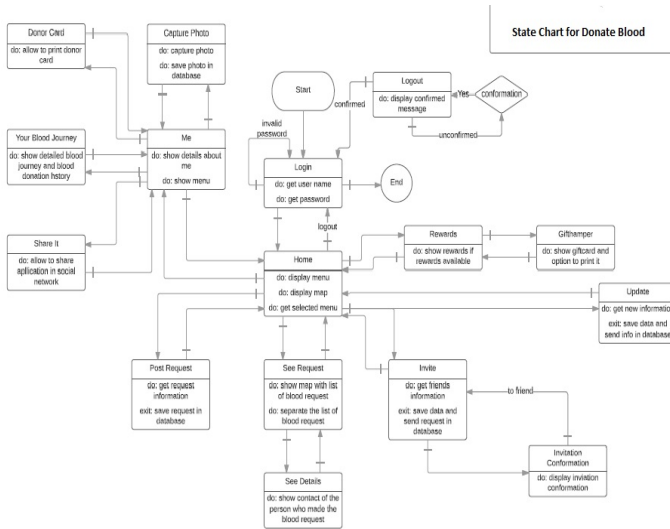 State Chart for Donate Blood
Donor Card
do: allow to print donor
card
Capture Photo
do: capture photo
do: save photo in
database
Start
Logout
do: display confirmed
message
Yes
conformation
confirmed
unconfirmed
invalid
password
Your Blood Journey
do: show detailed blood
journey and blood
donation hstory
Me
do: show details about
me
do: show menu
Login
do: get user name
do: get password
End
logout
Share It
do: allow to share
aplication in social
network
Home
do: display menu
do: display map
do: get selected menu
Rewards
do: show rewards if
rewards available
Gifthamper
do: show giftcard and
option to print it
Update
do: get new information
exit: save data and
send info in database
Post Request
do: get request
information
exit: save request in
database
See Request
do: show map with list
of blood request
do: separate the list of
blood request
Invite
do: get friends
information
exit: save data and
send request in
database
to friend
Invitation
Conformation
do: display inviation
conformation
See Details
do: show contact of the
person who made the
blood request